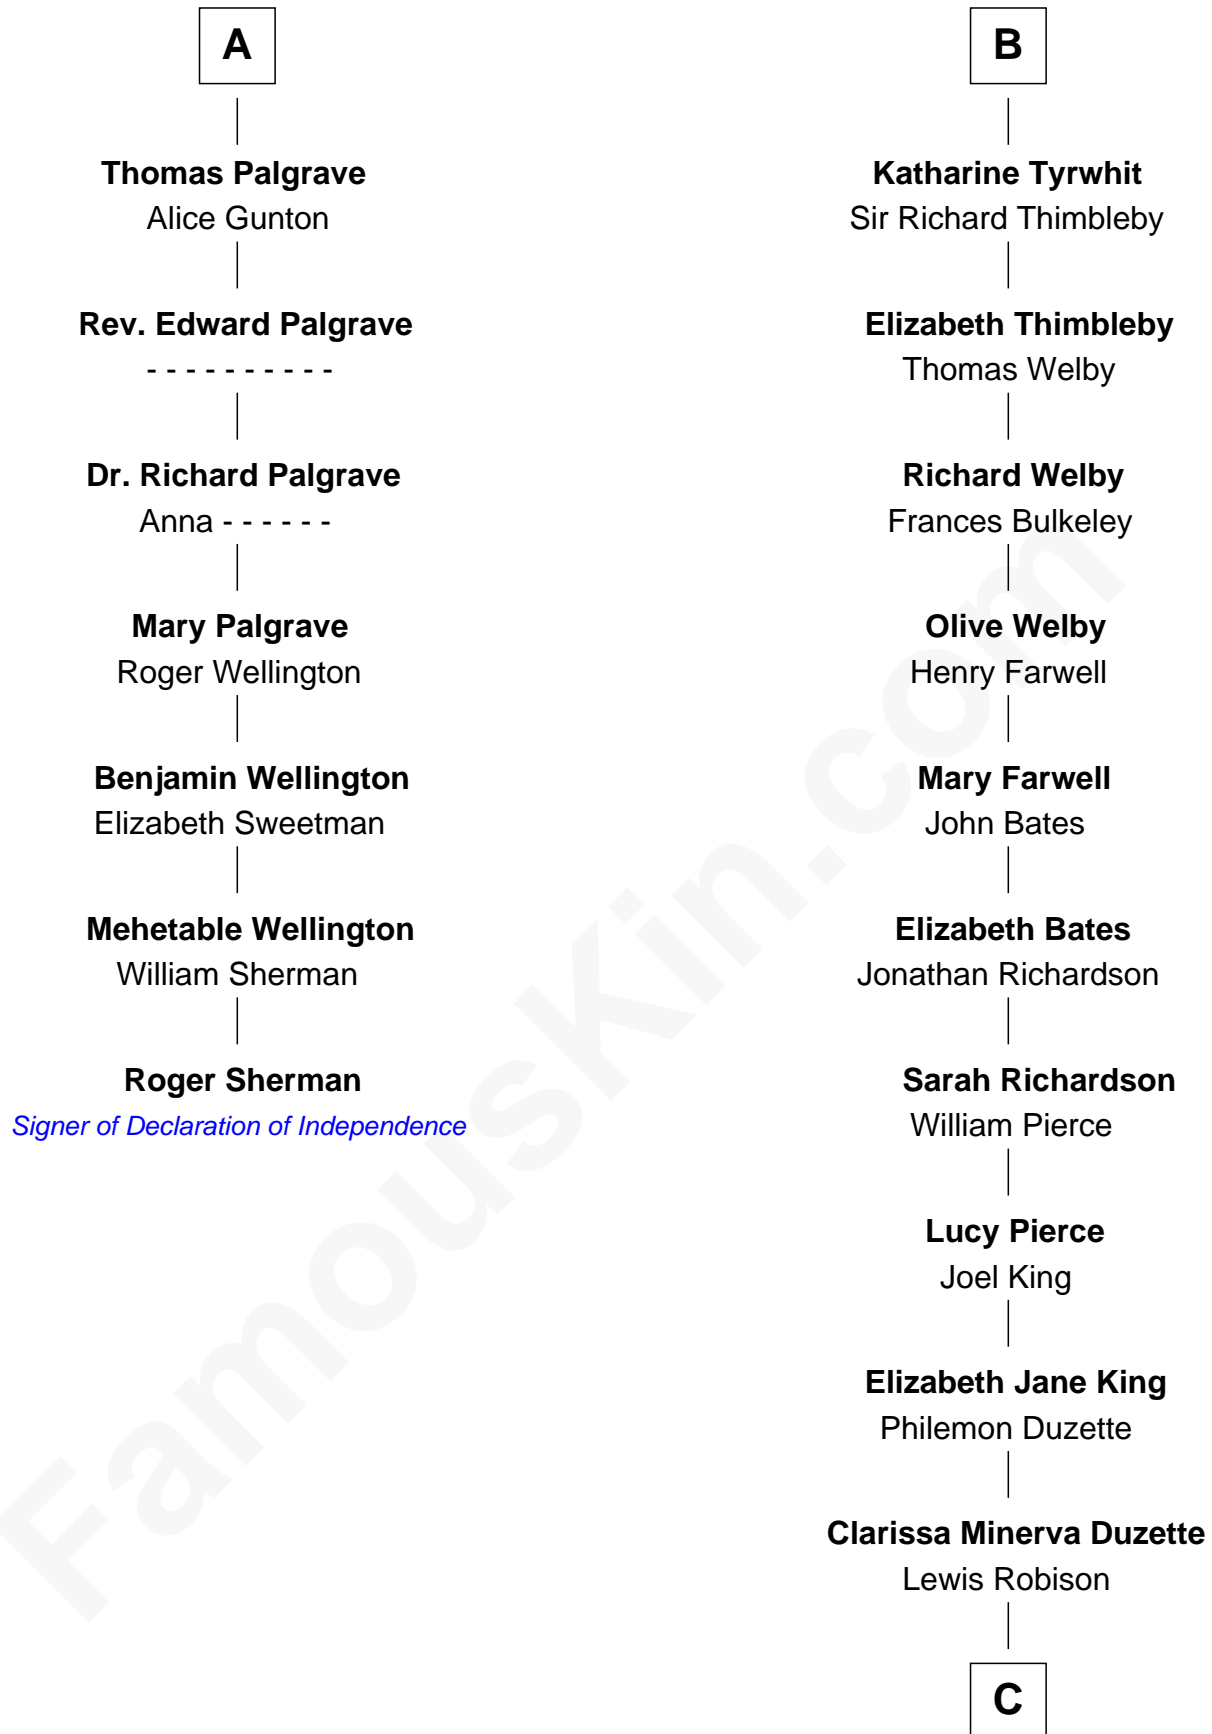 A
Thomas Palgrave
Alice Gunton
Rev. Edward Palgrave
- - - - - - - - - -
Dr. Richard Palgrave
Anna - - - - - -
Mary Palgrave
Roger Wellington
Benjamin Wellington
Elizabeth Sweetman
Mehetable Wellington
William Sherman
Roger Sherman
Signer of Declaration of Independence
B
Katharine Tyrwhit
Sir Richard Thimbleby
Elizabeth Thimbleby
Thomas Welby
Richard Welby
Frances Bulkeley
Olive Welby
Henry Farwell
Mary Farwell
John Bates
Elizabeth Bates
Jonathan Richardson
Sarah Richardson
William Pierce
Lucy Pierce
Joel King
Elizabeth Jane King
Philemon Duzette
Clarissa Minerva Duzette
Lewis Robison
C
FamousKin.com